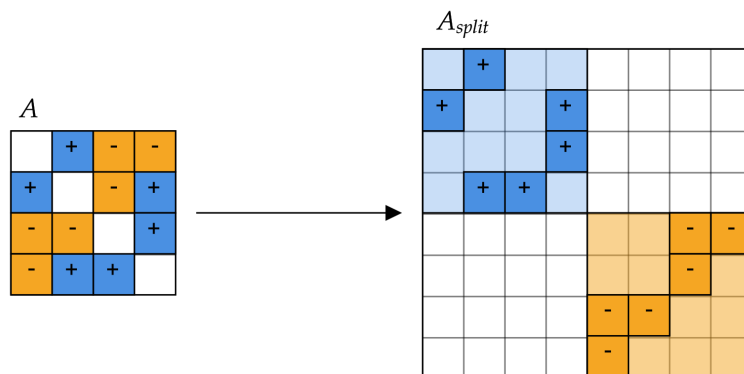 A_split
+
+ +
A
+
+ - -
+ +
+ - +
- -
- - +
-
- + +
- -
-